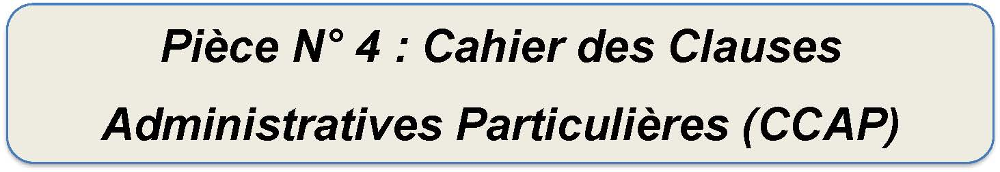 Pièce N° 4 : Cahier des Clauses
Administratives Particulières (CCAP)